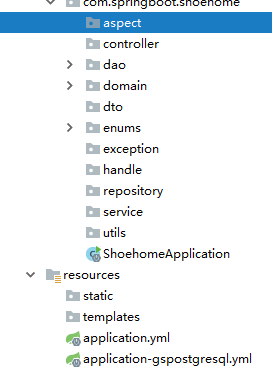 com.springboot.shoehome
aspect
controller
dao
domain
dto
enums
exception
handle
repository
service
utils
ShoehomeApplication
resources
static
templates
application.yml
application-gspostgresql.yml